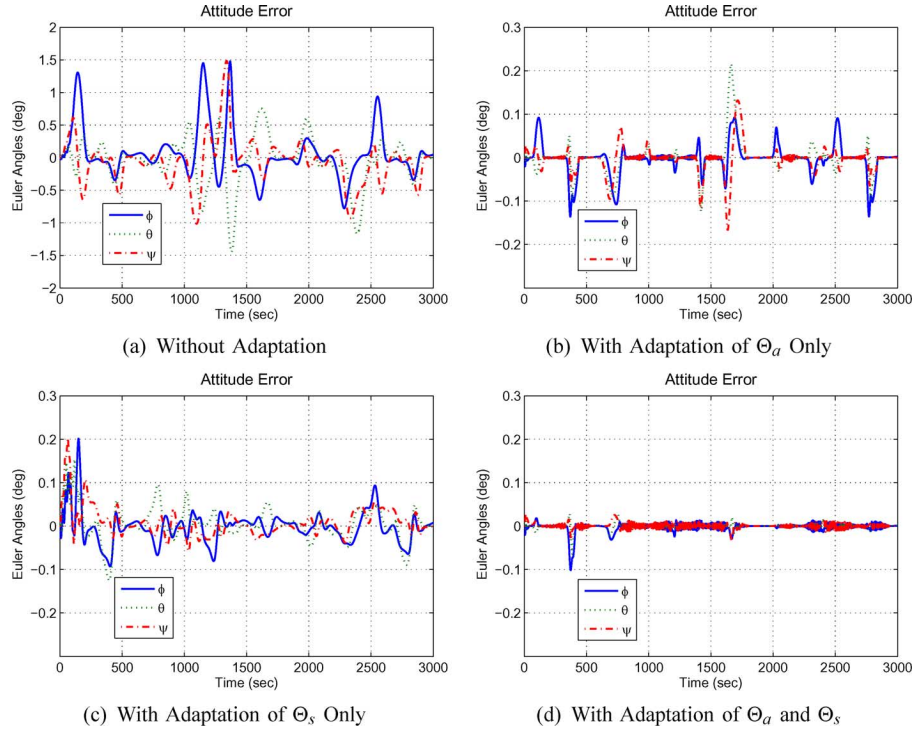 Attitude Error
2
1.5
1
0.5
0
−0.5
−1
−1.5
−2
Euler Angles (deg)
ϕ
θ
ψ
0 500 1000 1500 2000 2500 3000
Time (sec)
(a) Without Adaptation
Attitude Error
0.3
0.2
0.1
0
−0.1
−0.2
Euler Angles (deg)
ϕ
θ
ψ
0 500 1000 1500 2000 2500 3000
Time (sec)
(b) With Adaptation of Θa Only
Attitude Error
0.3
0.2
0.1
0
−0.1
−0.2
Euler Angles (deg)
ϕ
θ
ψ
0 500 1000 1500 2000 2500 3000
Time (sec)
(c) With Adaptation of Θs Only
Attitude Error
0.3
0.2
0.1
0
−0.1
−0.2
Euler Angles (deg)
ϕ
θ
ψ
0 500 1000 1500 2000 2500 3000
Time (sec)
(d) With Adaptation of Θa and Θs